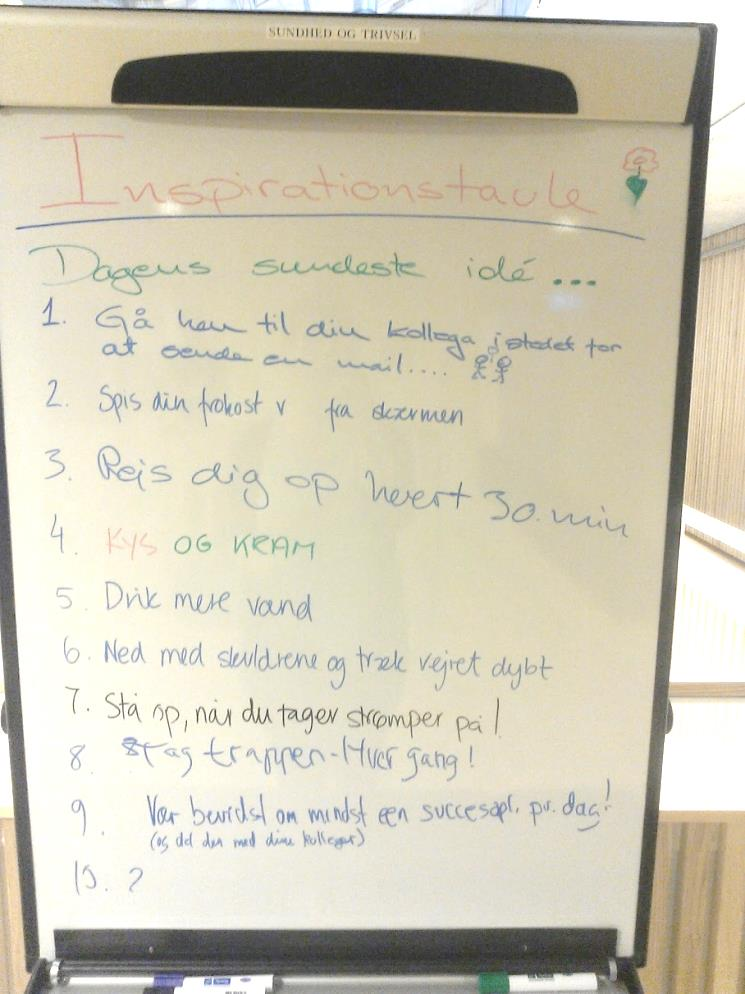 SUNDHED OG TRIVSEL
Inspirationstavle
Dagens sundeste idé ...
1. Gå hen til din kollega istedet for
at sende en mail....
2. Spis din frokost v fra skærmen
3. Rejs dig op hvert 30. min
4. KYS OG KRAM
5. Drik mere vand
6. Ned med skuldrene og træk vejret dybt
7. Stå op, når du tager strømper på!
8. Tag trappen - Hver gang!
9. Vær bevidst om mindst een succesopl. pr. dag!
(og del den med dine kolleger)
10. ?